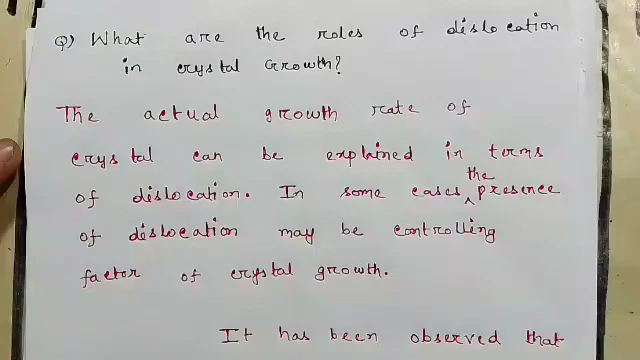 Q) What are the roles of dislocation
in crystal Growth?
The actual growth rate of
crystal can be explained in terms
of dislocation. In some cases the presence
of dislocation may be controlling
factor of crystal growth.
It has been observed that